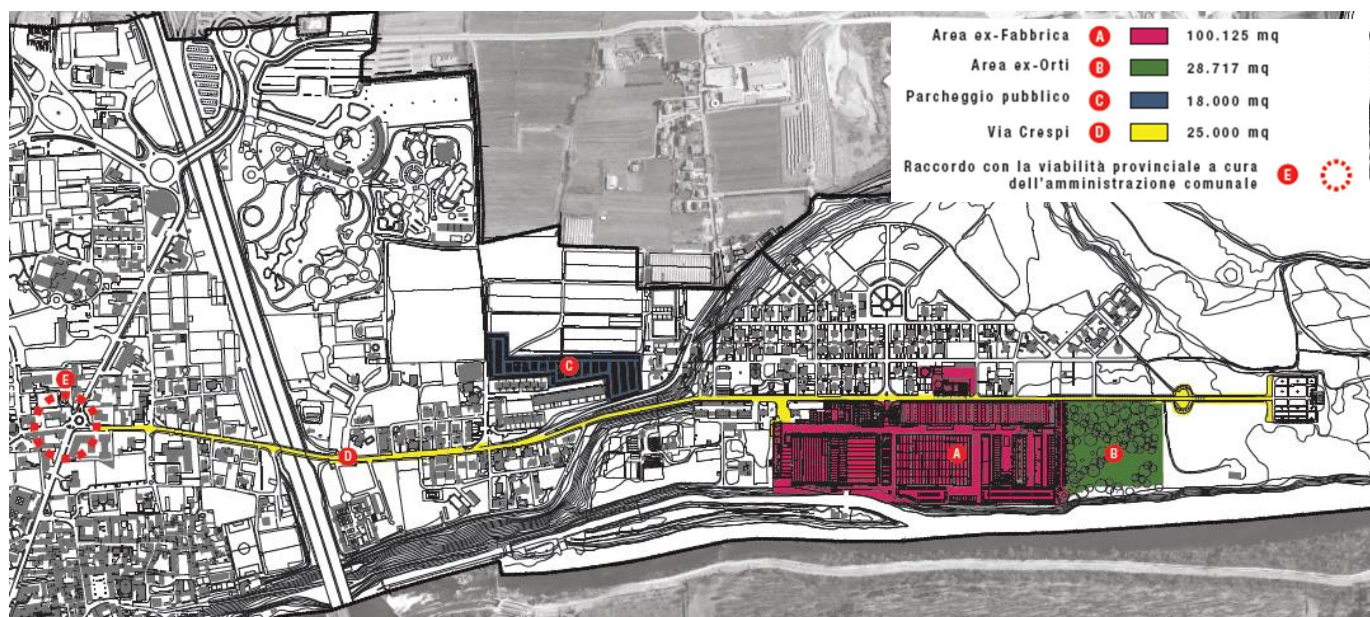 Area ex-Fabbrica A 100.125 mq
Area ex-Orti B 28.717 mq
Parcheggio pubblico C 18.000 mq
Via Crespi D 25.000 mq
Raccordo con la viabilità provinciale a cura
dell'amministrazione comunale E
C
E
D
A
B